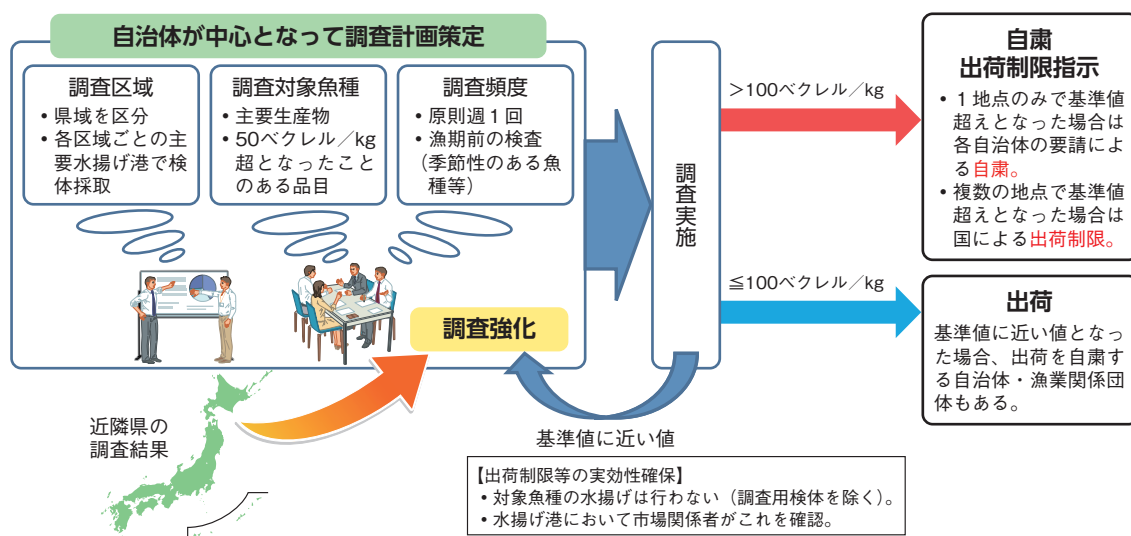 自治体が中心となって調査計画策定
調査区域
• 県域を区分
• 各区域ごとの主
要水揚げ港で検
体採取
調査対象魚種
• 主要生産物
• 50ベクレル／kg
超となったこと
のある品目
調査頻度
• 原則週１回
• 漁期前の検査
（季節性のある魚
種等）
調査強化
近隣県の
調査結果
調査実施
基準値に近い値
＞100ベクレル／kg
≦100ベクレル／kg
自粛
出荷制限指示
• １地点のみで基準値
超えとなった場合は
各自治体の要請によ
る自粛。
• 複数の地点で基準値
超えとなった場合は
国による出荷制限。
出荷
基準値に近い値となっ
た場合、出荷を自粛す
る自治体・漁業関係団
体もある。
【出荷制限等の実効性確保】
• 対象魚種の水揚げは行わない（調査用検体を除く）。
• 水揚げ港において市場関係者がこれを確認。